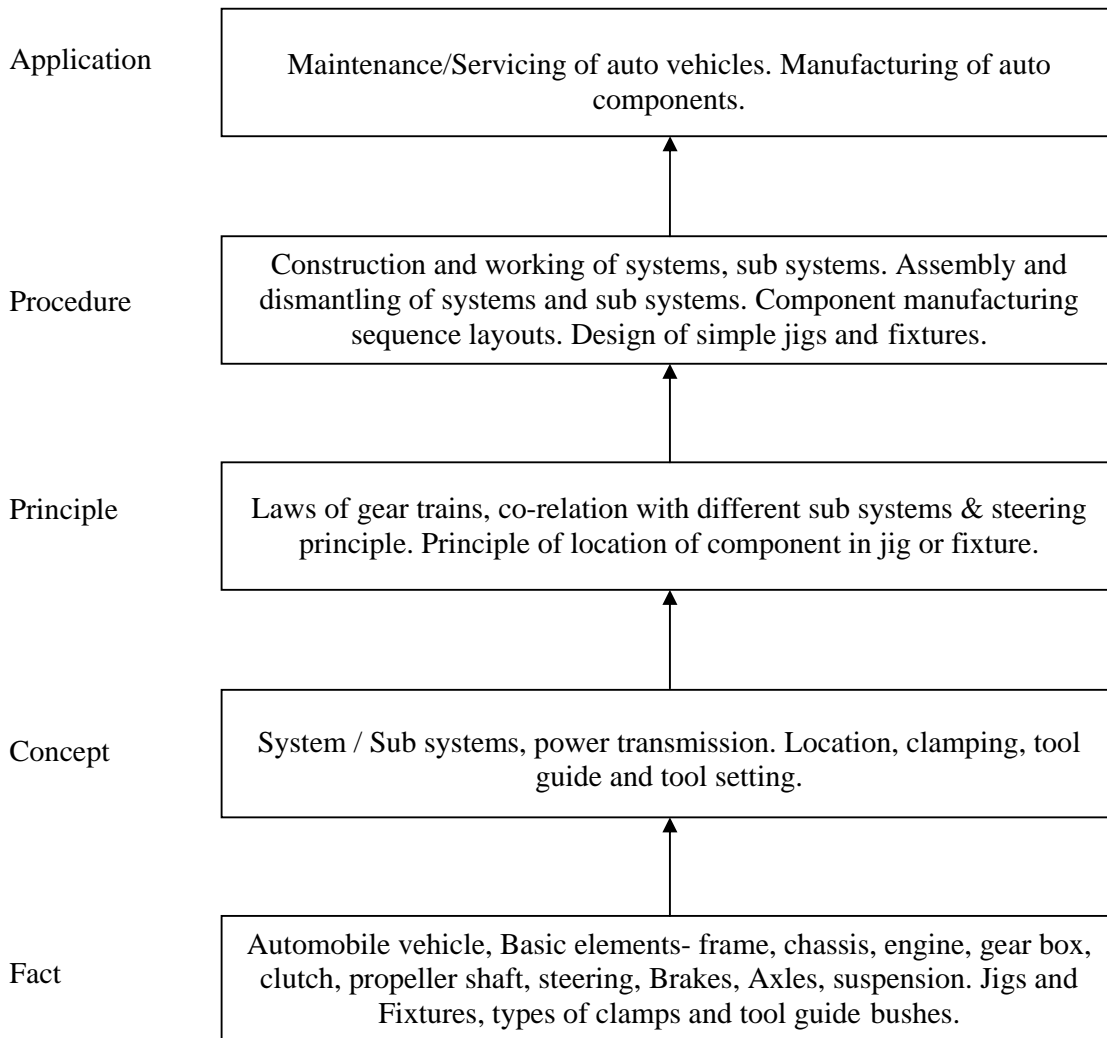 Application
Maintenance/Servicing of auto vehicles. Manufacturing of auto
components.
Procedure
Construction and working of systems, sub systems. Assembly and
dismantling of systems and sub systems. Component manufacturing
sequence layouts. Design of simple jigs and fixtures.
Principle
Laws of gear trains, co-relation with different sub systems & steering
principle. Principle of location of component in jig or fixture.
Concept
System / Sub systems, power transmission. Location, clamping, tool
guide and tool setting.
Fact
Automobile vehicle, Basic elements- frame, chassis, engine, gear box,
clutch, propeller shaft, steering, Brakes, Axles, suspension. Jigs and
Fixtures, types of clamps and tool guide bushes.